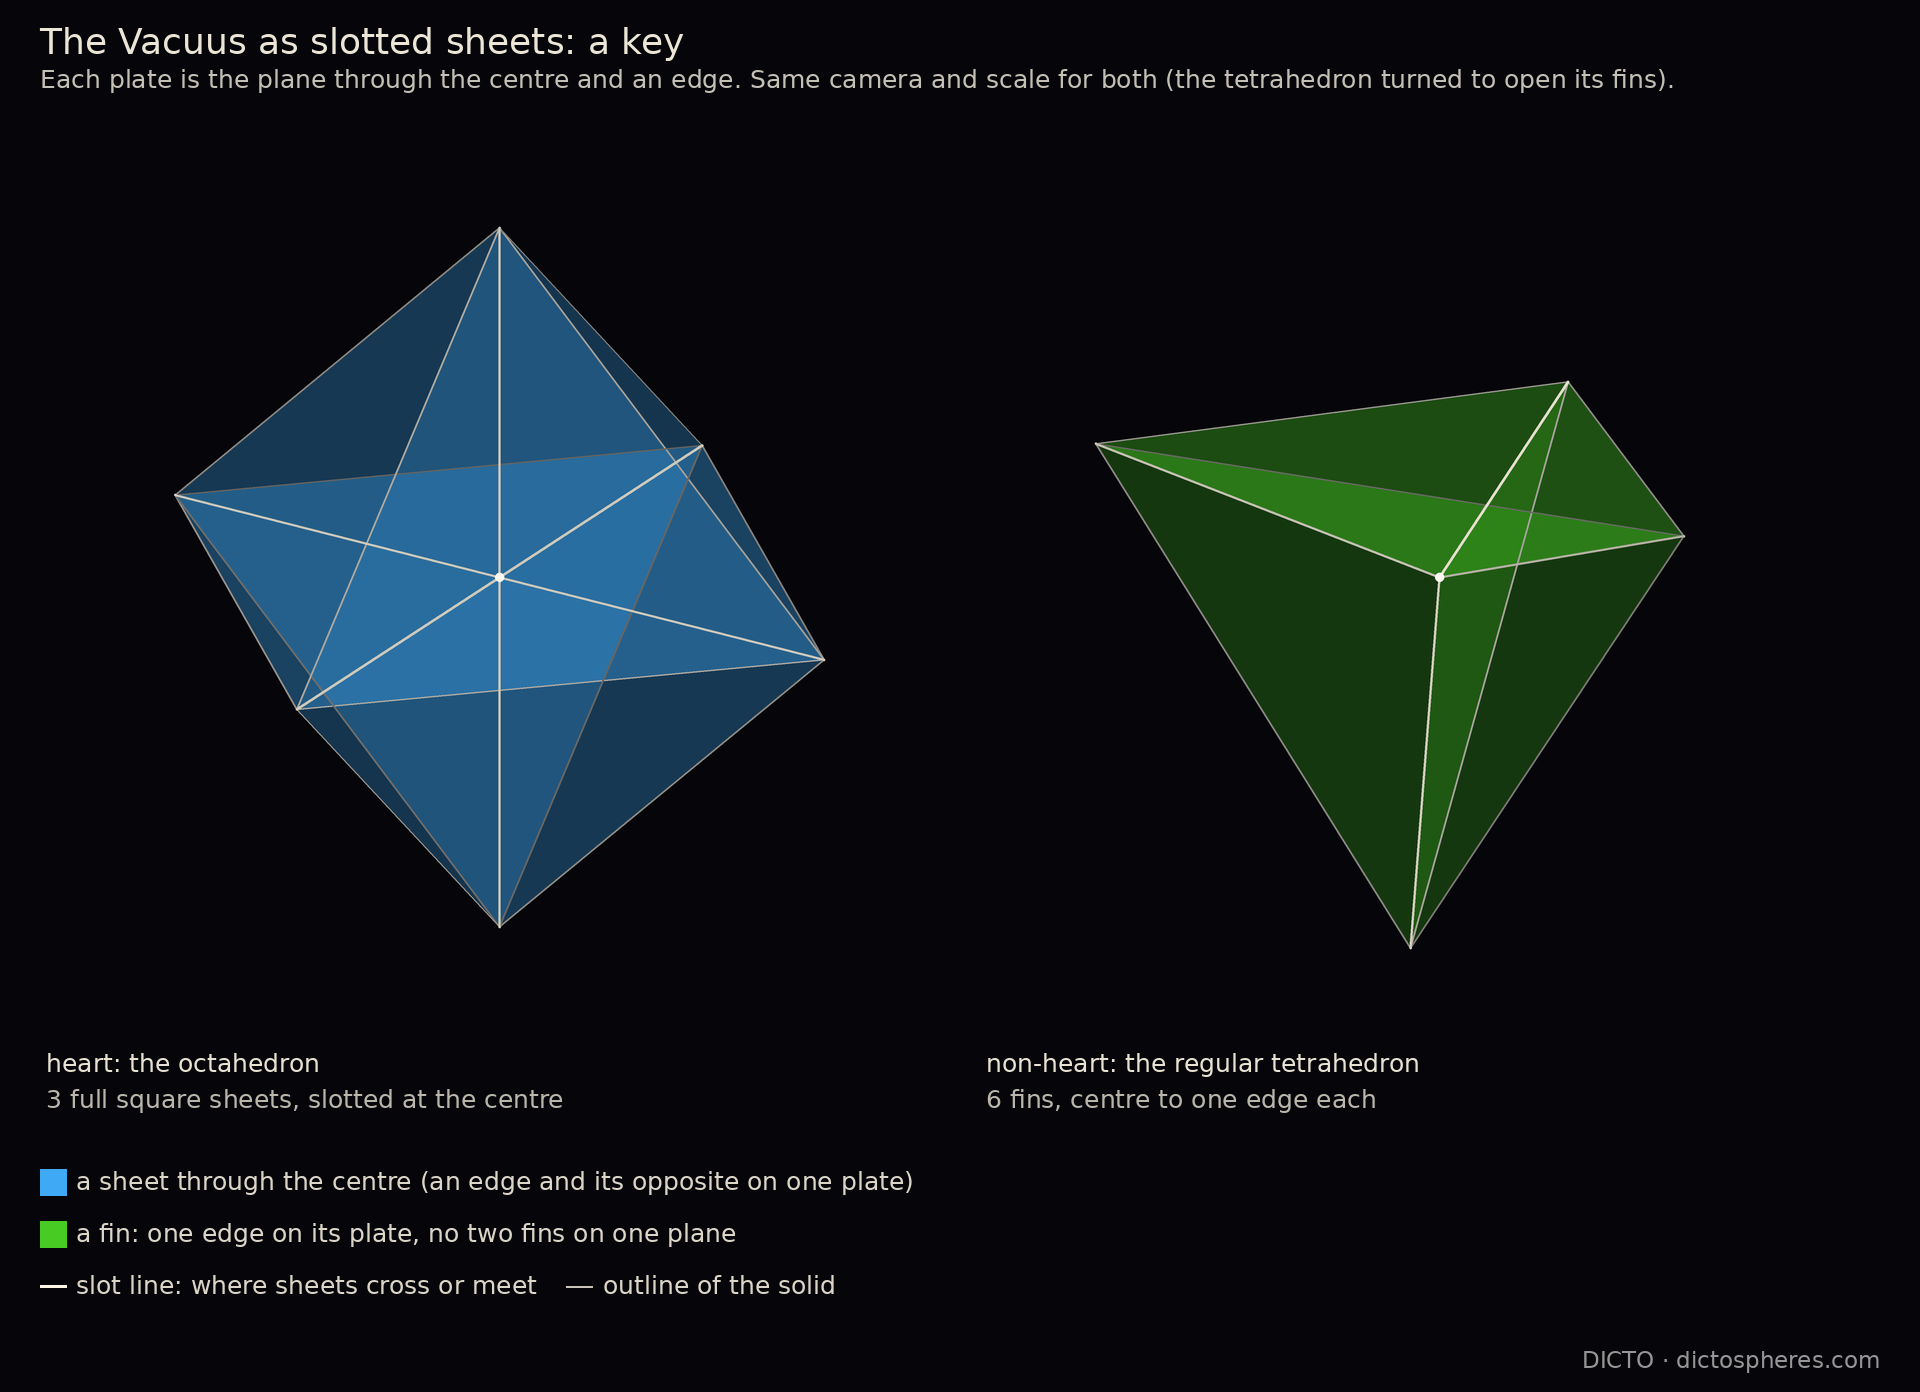 The Vacuus as slotted sheets: a key
Each plate is the plane through the centre and an edge. Same camera and scale for both (the tetrahedron turned to open its fins).
heart: the octahedron
3 full square sheets, slotted at the centre
non-heart: the regular tetrahedron
6 fins, centre to one edge each
a sheet through the centre (an edge and its opposite on one plate)
a fin: one edge on its plate, no two fins on one plane
slot line: where sheets cross or meet
outline of the solid
DICTO · dictospheres.com